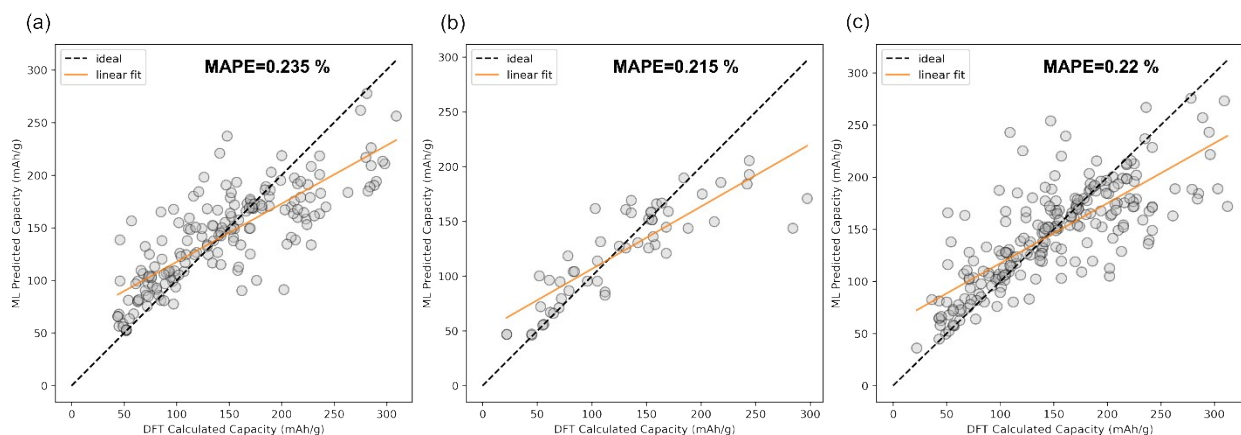 (a)
ideal
linear fit
MAPE=0.235 %
300
250
200
150
100
50
0
ML Predicted Capacity (mAh/g)
0 50 100 150 200 250 300
DFT Calculated Capacity (mAh/g)
(b)
ideal
linear fit
MAPE=0.215 %
300
250
200
150
100
50
0
ML Predicted Capacity (mAh/g)
0 50 100 150 200 250 300
DFT Calculated Capacity (mAh/g)
(c)
ideal
linear fit
MAPE=0.22 %
300
250
200
150
100
50
0
ML Predicted Capacity (mAh/g)
0 50 100 150 200 250 300
DFT Calculated Capacity (mAh/g)